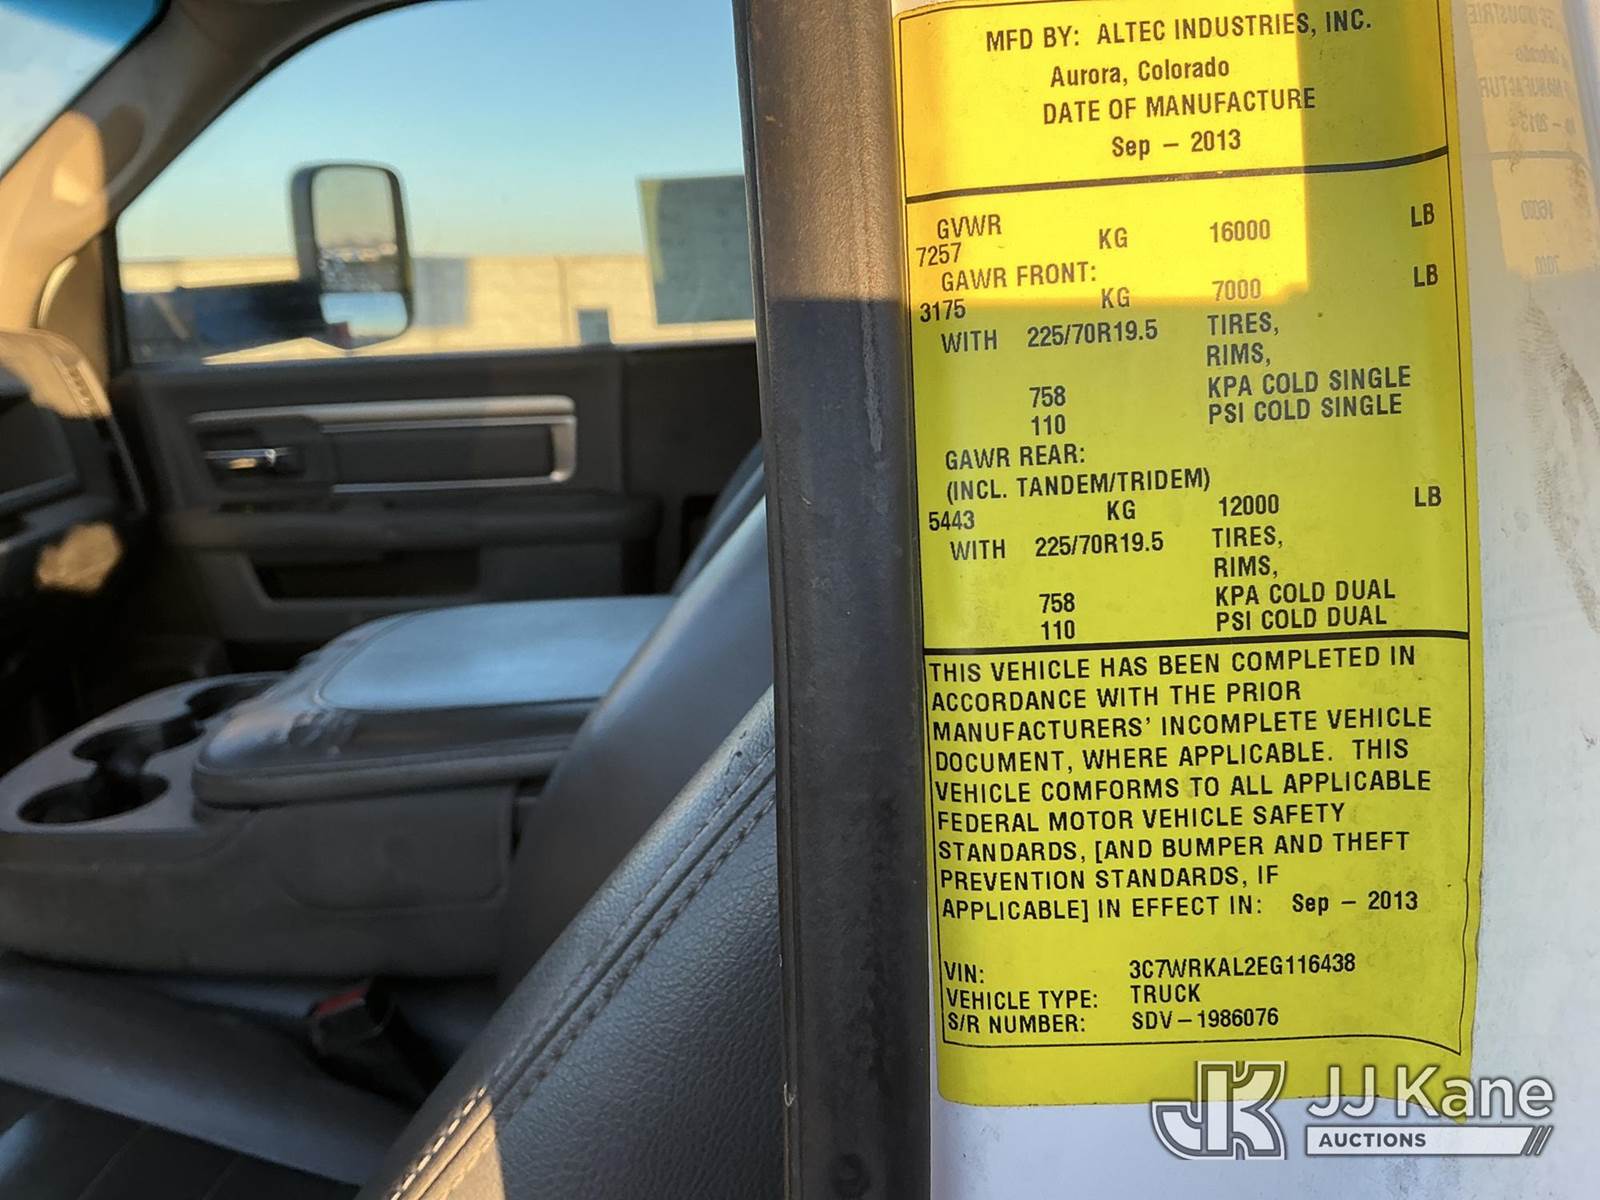 MFD BY: ALTEC INDUSTRIES, INC.
Aurora, Colorado
DATE OF MANUFACTURE
Sep – 2013
GVWR
7257 KG 16000 LB
GAWR FRONT:
3175 KG 7000 LB
WITH 225/70R19.5 TIRES,
RIMS,
758 KPA COLD SINGLE
110 PSI COLD SINGLE
GAWR REAR:
(INCL. TANDEM/TRIDEM)
5443 KG 12000 LB
WITH 225/70R19.5 TIRES,
RIMS,
758 KPA COLD DUAL
110 PSI COLD DUAL
THIS VEHICLE HAS BEEN COMPLETED IN
ACCORDANCE WITH THE PRIOR
MANUFACTURERS' INCOMPLETE VEHICLE
DOCUMENT, WHERE APPLICABLE. THIS
VEHICLE COMFORMS TO ALL APPLICABLE
FEDERAL MOTOR VEHICLE SAFETY
STANDARDS, [AND BUMPER AND THEFT
PREVENTION STANDARDS, IF
APPLICABLE] IN EFFECT IN: Sep – 2013
VIN: 3C7WRKAL2EG116438
VEHICLE TYPE: TRUCK
S/R NUMBER: SDV – 1986076
JK JJ Kane
AUCTIONS